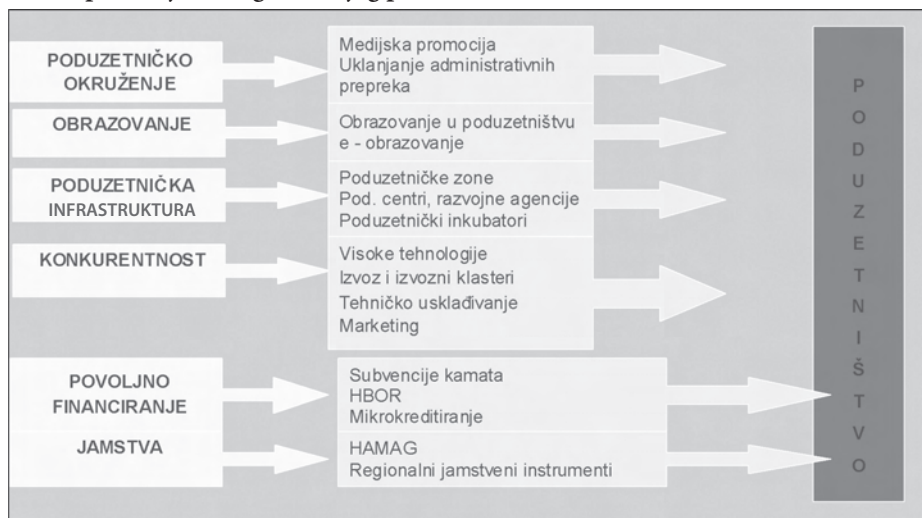 PODUZETNIČKO
OKRUŽENJE
Medijska promocija
Uklanjanje administrativnih
prepreka
OBRAZOVANJE
Obrazovanje u poduzetništvu
e - obrazovanje
PODUZETNIČKA
INFRASTRUKTURA
Poduzetničke zone
Pod. centri, razvojne agencije
Poduzetnički inkubatori
KONKURENTNOST
Visoke tehnologije
Izvoz i izvozni klasteri
Tehničko usklađivanje
Marketing
POVOLJNO
FINANCIRANJE
Subvencije kamata
HBOR
Mikrokreditiranje
JAMSTVA
HAMAG
Regionalni jamstveni instrumenti
PODUZETNIŠTVO